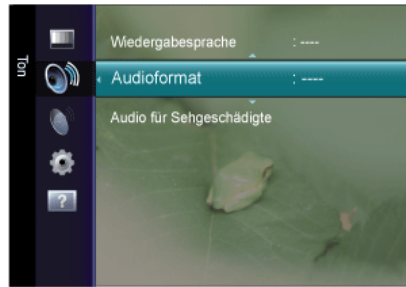 Ton
Wiedergabesprache : ----
Audioformat : ----
Audio für Sehgeschädigte
?